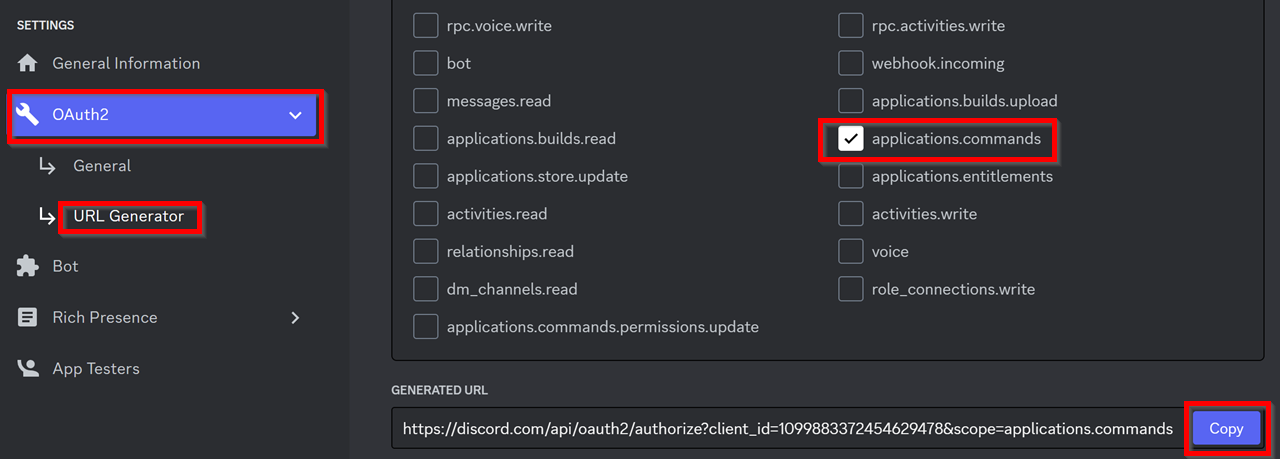 SETTINGS
General Information
OAuth2
General
URL Generator
Bot
Rich Presence
App Testers
rpc.voice.write
rpc.activities.write
bot
webhook.incoming
messages.read
applications.builds.upload
applications.builds.read
applications.commands
applications.store.update
applications.entitlements
activities.read
activities.write
relationships.read
voice
dm_channels.read
role_connections.write
applications.commands.permissions.update
GENERATED URL
https://discord.com/api/oauth2/authorize?client_id=1099883372454629478&scope=applications.commands
Copy